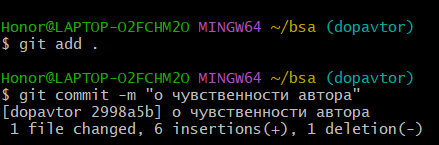 Honor@LAPTOP-O2FCHM2O MINGW64 ~/bsa (dopavtor)
$ git add .
Honor@LAPTOP-O2FCHM2O MINGW64 ~/bsa (dopavtor)
$ git commit -m "о чувственности автора"
[dopavtor 2998a5b] о чувственности автора
 1 file changed, 6 insertions(+), 1 deletion(-)